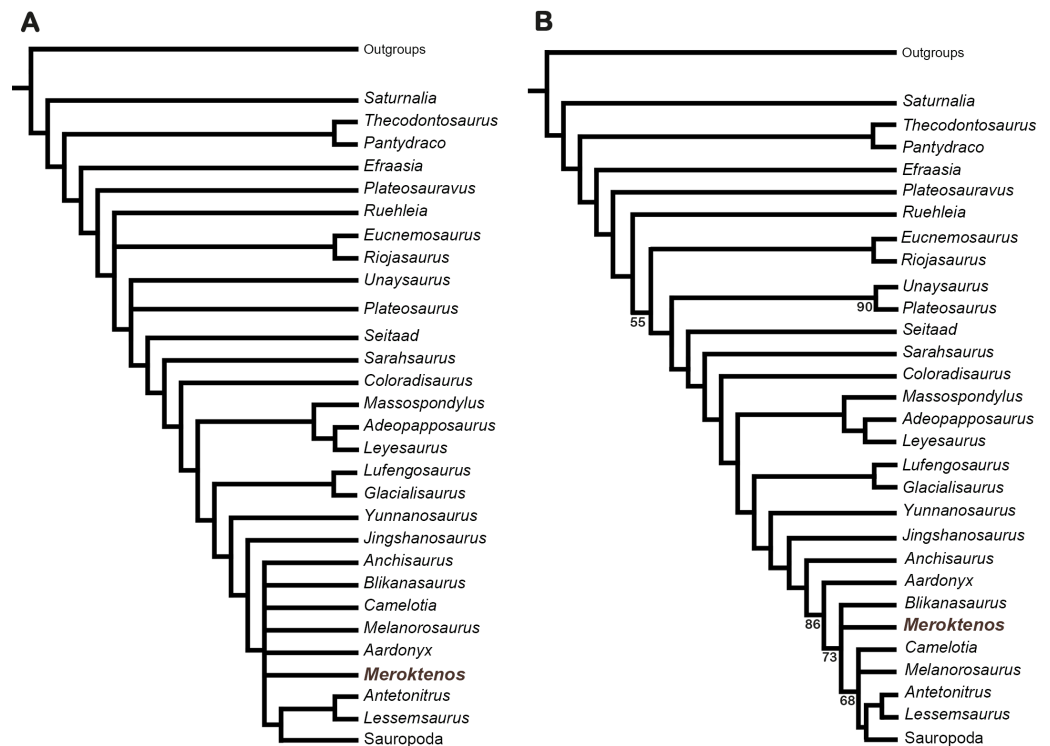 A
Outgroups
Saturnalia
Thecodontosaurus
Pantydraco
Efraasia
Plateosauravus
Ruehleia
Eucnemosaurus
Riojasaurus
Unaysaurus
Plateosaurus
Seitaad
Sarahsaurus
Coloradisaurus
Massospondylus
Adeopapposaurus
Leyesaurus
Lufengosaurus
Glacialisaurus
Yunnanosaurus
Jingshanosaurus
Anchisaurus
Blikanasaurus
Camelotia
Melanorosaurus
Aardonyx
Meroktenos
Antetonitrus
Lessemsaurus
Sauropoda
B
Outgroups
Saturnalia
Thecodontosaurus
Pantydraco
Efraasia
Plateosauravus
Ruehleia
Eucnemosaurus
Riojasaurus
Unaysaurus
90
Plateosaurus
55
Seitaad
Sarahsaurus
Coloradisaurus
Massospondylus
Adeopapposaurus
Leyesaurus
Lufengosaurus
Glacialisaurus
Yunnanosaurus
Jingshanosaurus
Anchisaurus
Aardonyx
Blikanasaurus
86
Meroktenos
Camelotia
73
Melanorosaurus
Antetonitrus
68
Lessemsaurus
Sauropoda